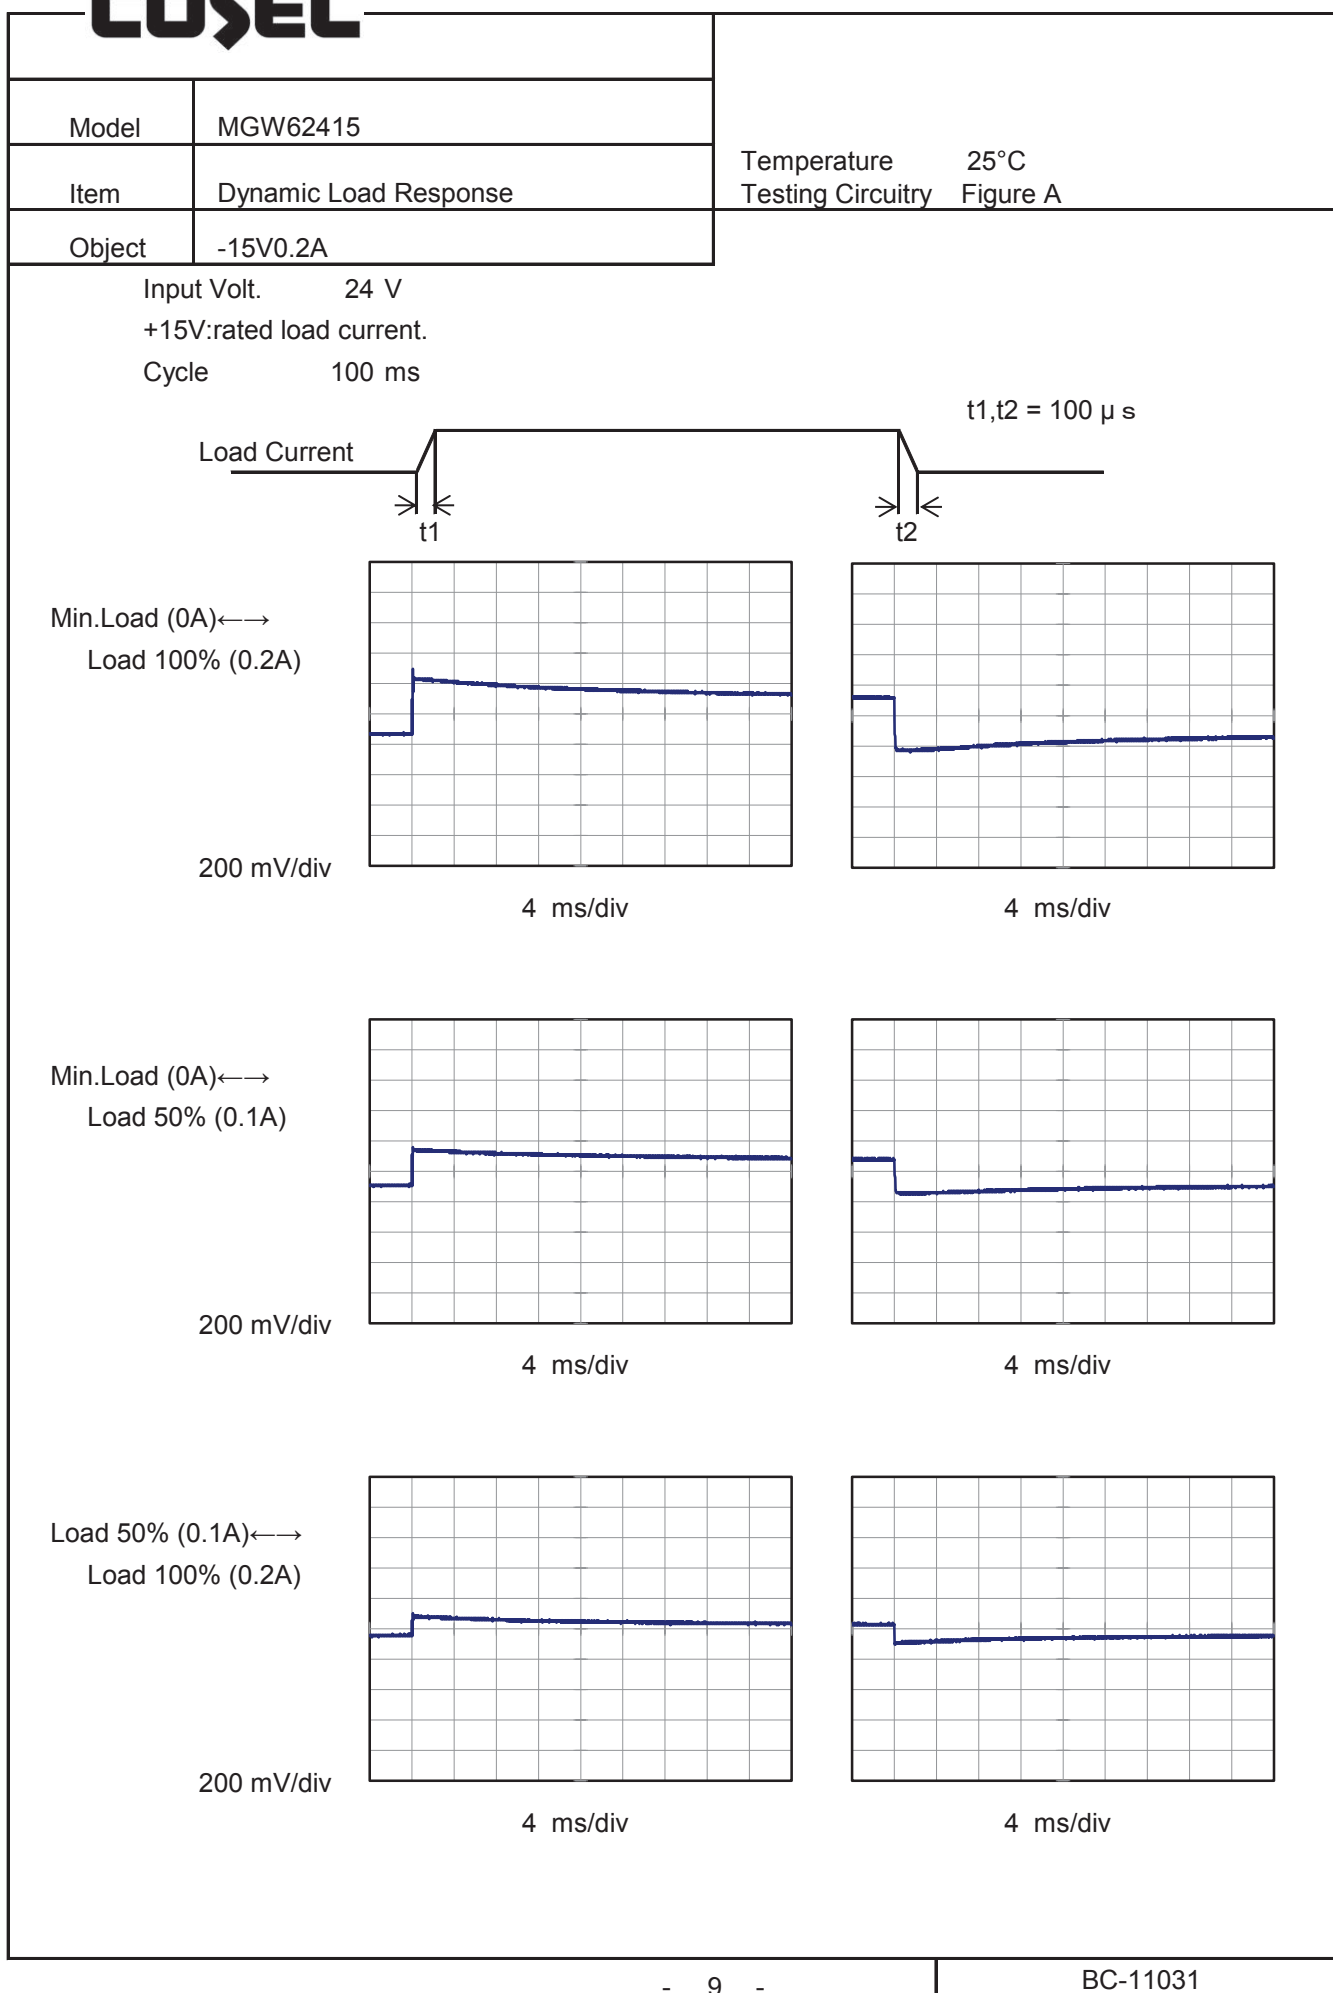 COSEL
Model MGW62415
Temperature 25°C
Item Dynamic Load Response
Testing Circuitry Figure A
Object -15V0.2A
Input Volt. 24 V
+15V:rated load current.
Cycle 100 ms
t1,t2 = 100 μ s
Load Current
t1 t2
Min.Load (0A)←→
Load 100% (0.2A)
200 mV/div
4 ms/div 4 ms/div
Min.Load (0A)←→
Load 50% (0.1A)
200 mV/div
4 ms/div 4 ms/div
Load 50% (0.1A)←→
Load 100% (0.2A)
200 mV/div
4 ms/div 4 ms/div
- 9 -
BC-11031